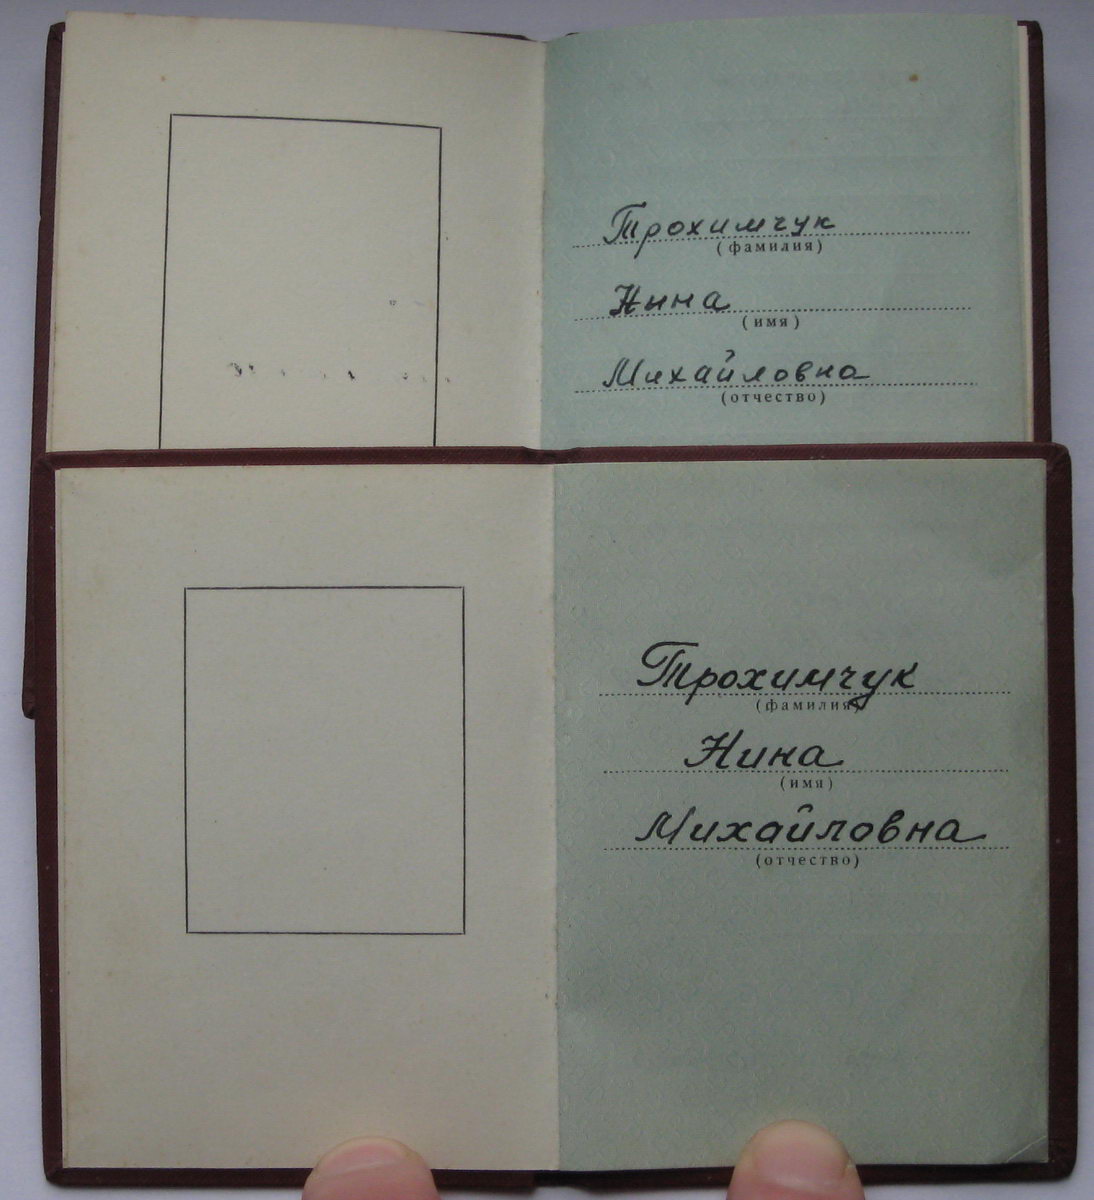 Трохимчук
(фамилия)
Нина
(имя)
Михайловна
(отчество)
Трохимчук
(фамилия)
Нина
(имя)
Михайловна
(отчество)